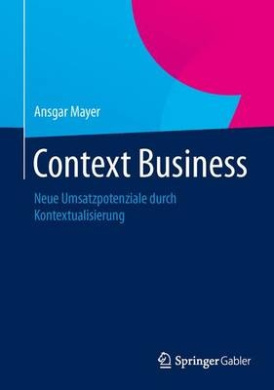 Ansgar Mayer
Context Business
Neue Umsatzpotenziale durch
Kontextualisierung
Springer Gabler